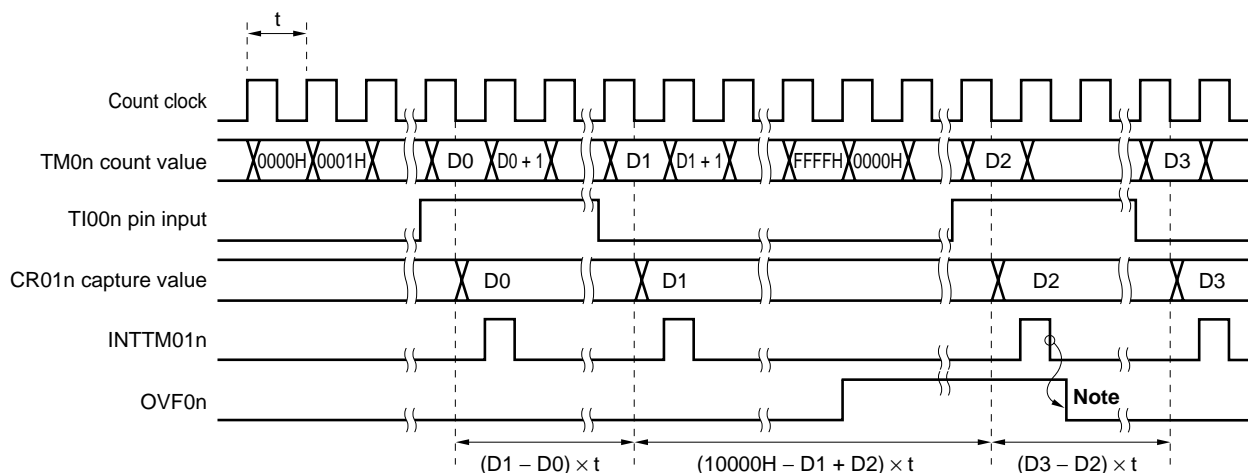 t
Count clock
TM0n count value 0000H 0001H D0 D0 + 1 D1 D1 + 1 FFFFH 0000H D2 D3
TI00n pin input
CR01n capture value D0 D1 D2 D3
INTTM01n
OVF0n Note
(D1 − D0) × t (10000H − D1 + D2) × t (D3 − D2) × t